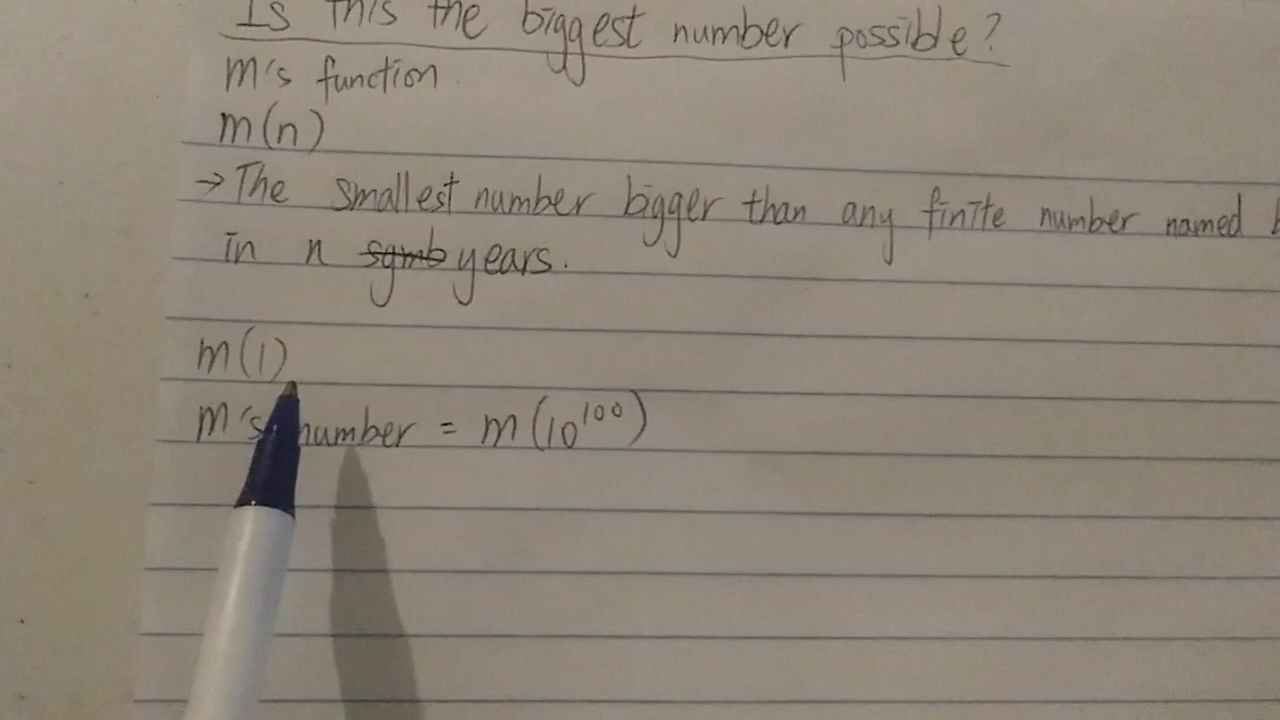 Is this the biggest number possible?
m's function.
m(n)
→ The smallest number bigger than any finite number named
in n symb years.
m(1)
m's number = m(10¹⁰⁰)